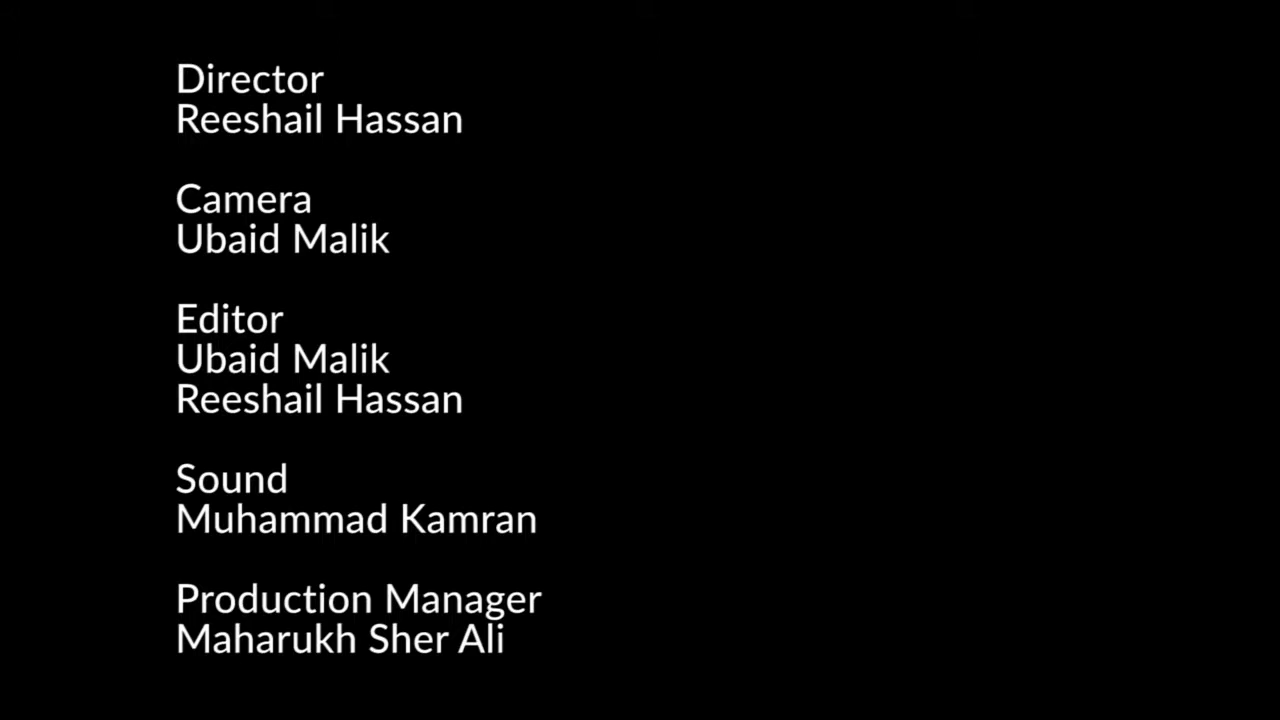 Director
Reeshail Hassan
Camera
Ubaid Malik
Editor
Ubaid Malik
Reeshail Hassan
Sound
Muhammad Kamran
Production Manager
Maharukh Sher Ali